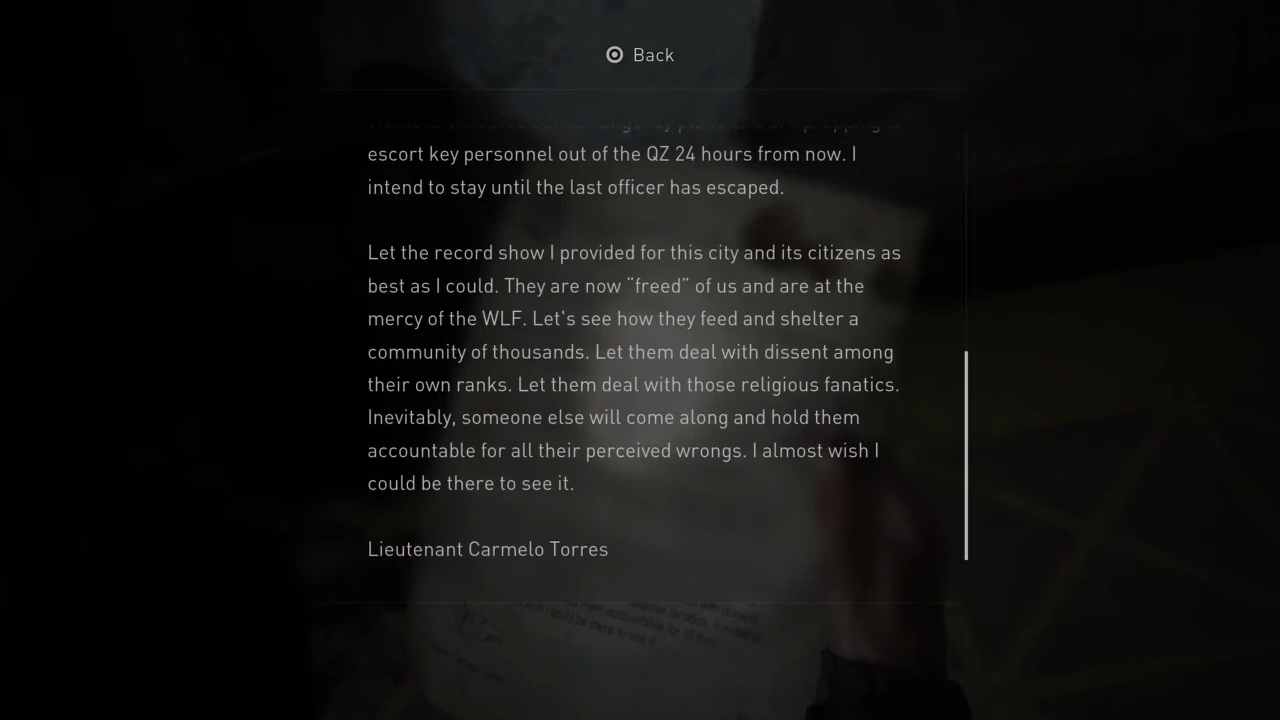 Back
escort key personnel out of the QZ 24 hours from now. I
intend to stay until the last officer has escaped.
Let the record show I provided for this city and its citizens as
best as I could. They are now “freed” of us and are at the
mercy of the WLF. Let's see how they feed and shelter a
community of thousands. Let them deal with dissent among
their own ranks. Let them deal with those religious fanatics.
Inevitably, someone else will come along and hold them
accountable for all their perceived wrongs. I almost wish I
could be there to see it.
Lieutenant Carmelo Torres